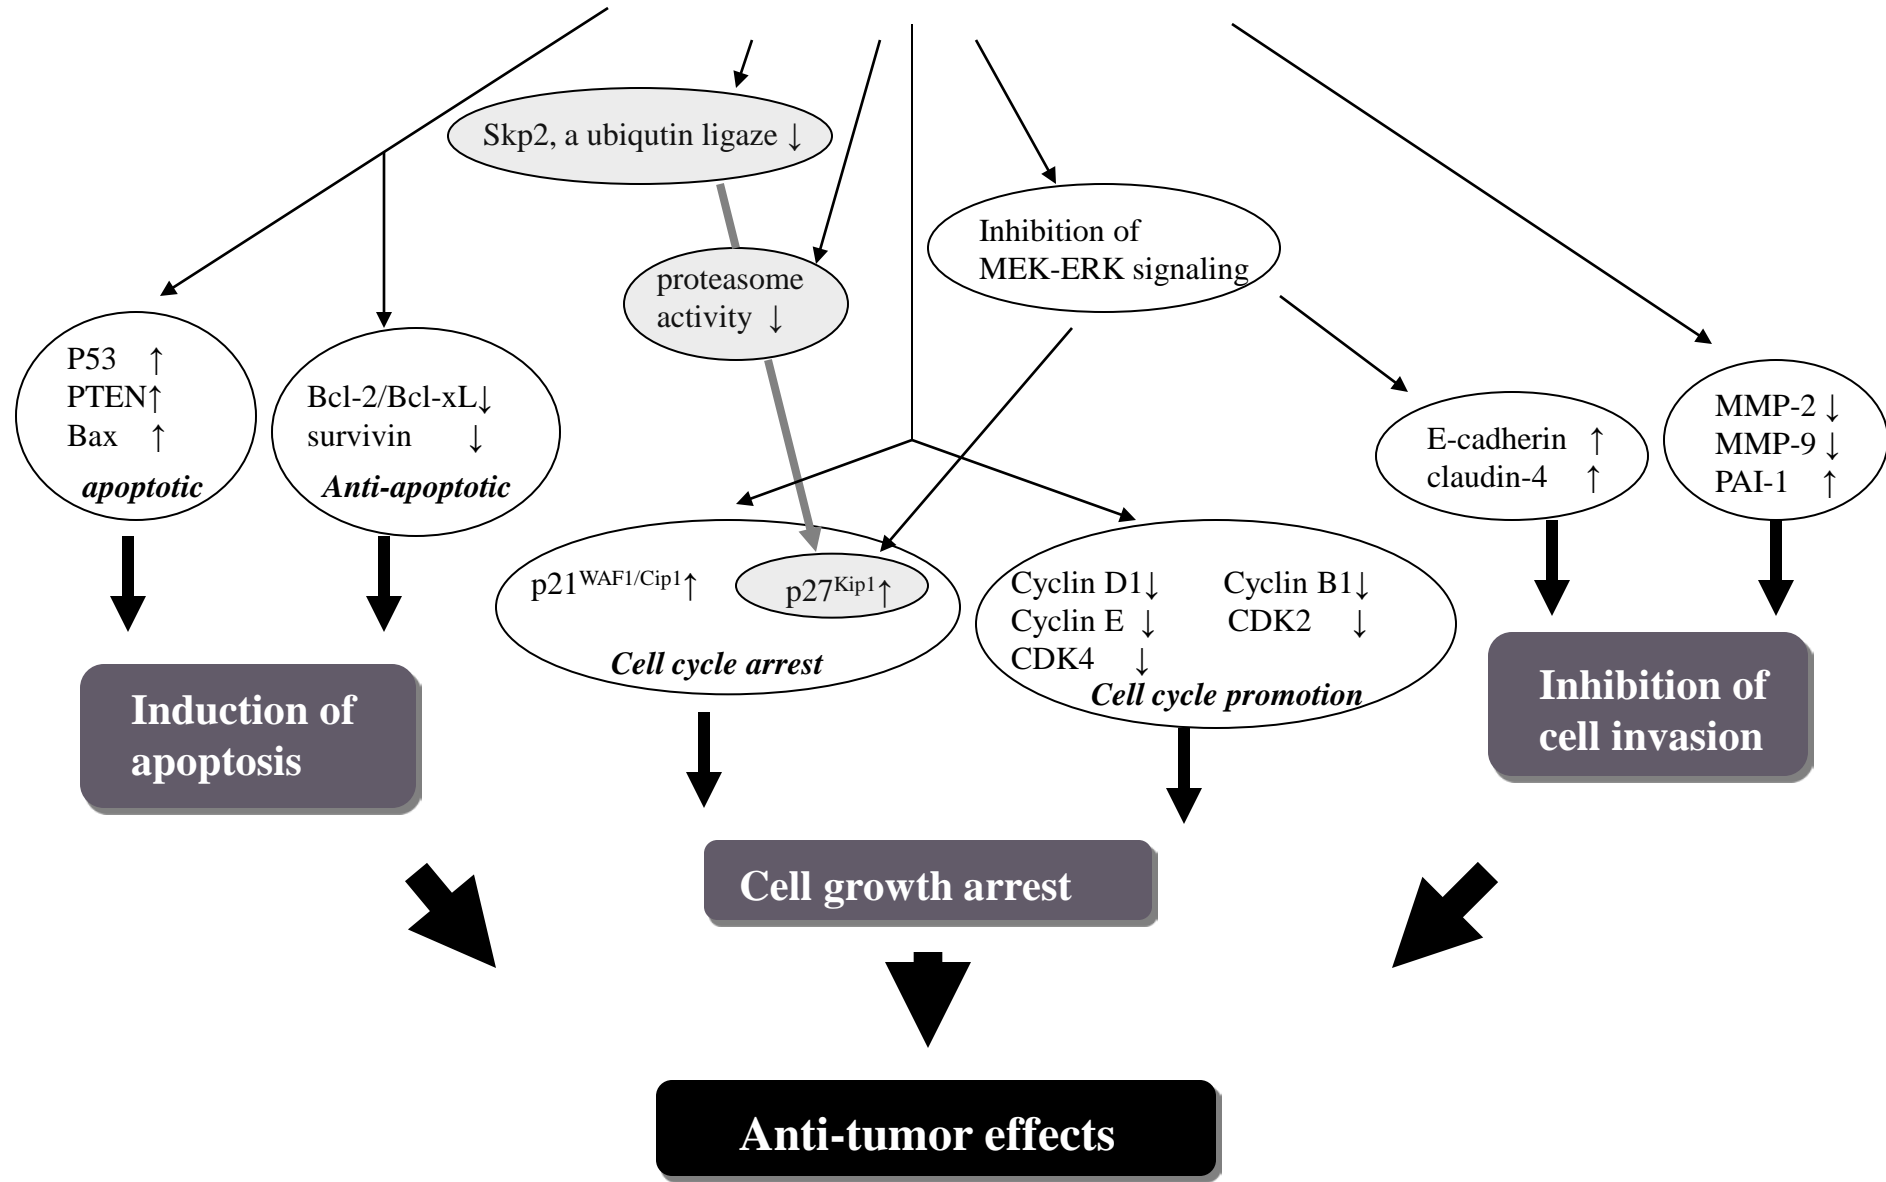 Skp2, a ubiqutin ligaze ↓
Inhibition of
MEK-ERK signaling
proteasome
activity ↓
P53 ↑
PTEN↑
Bax ↑
apoptotic
Bcl-2/Bcl-xL↓
survivin ↓
Anti-apoptotic
E-cadherin ↑
claudin-4 ↑
MMP-2 ↓
MMP-9 ↓
PAI-1 ↑
p21WAF1/Cip1↑
p27Kip1↑
Cell cycle arrest
Cyclin D1↓ Cyclin B1↓
Cyclin E ↓ CDK2 ↓
CDK4 ↓
Cell cycle promotion
Induction of
apoptosis
Inhibition of
cell invasion
Cell growth arrest
Anti-tumor effects